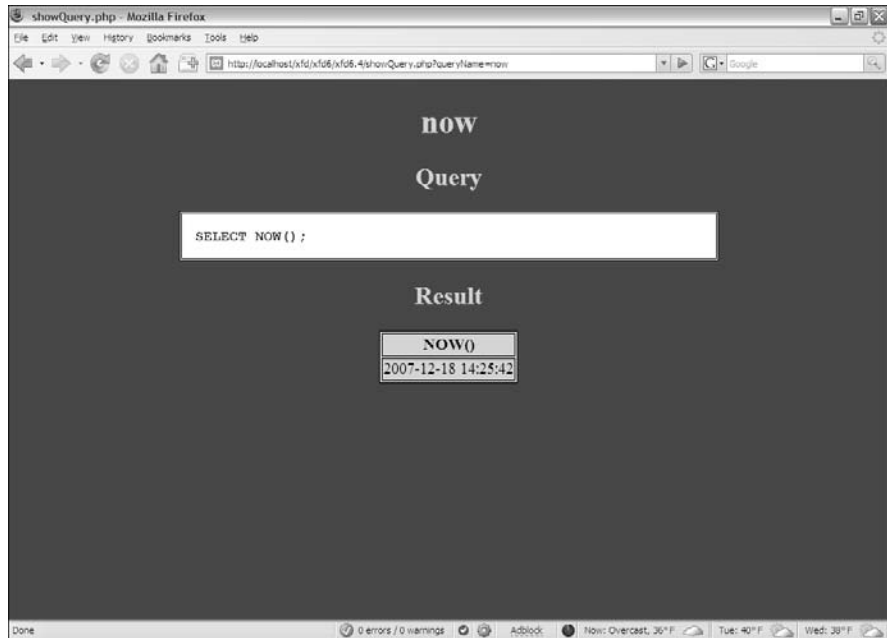 showQuery.php - Mozilla Firefox
File Edit View History Bookmarks Tools Help
http://localhost/xfd/xfd6/xfd6.4/showQuery.php?queryName=now
G Google
now
Query
SELECT NOW();
Result
NOW()
2007-12-18 14:25:42
Done 0 errors / 0 warnings Adblock Now: Overcast, 36° F Tue: 40° F Wed: 38° F